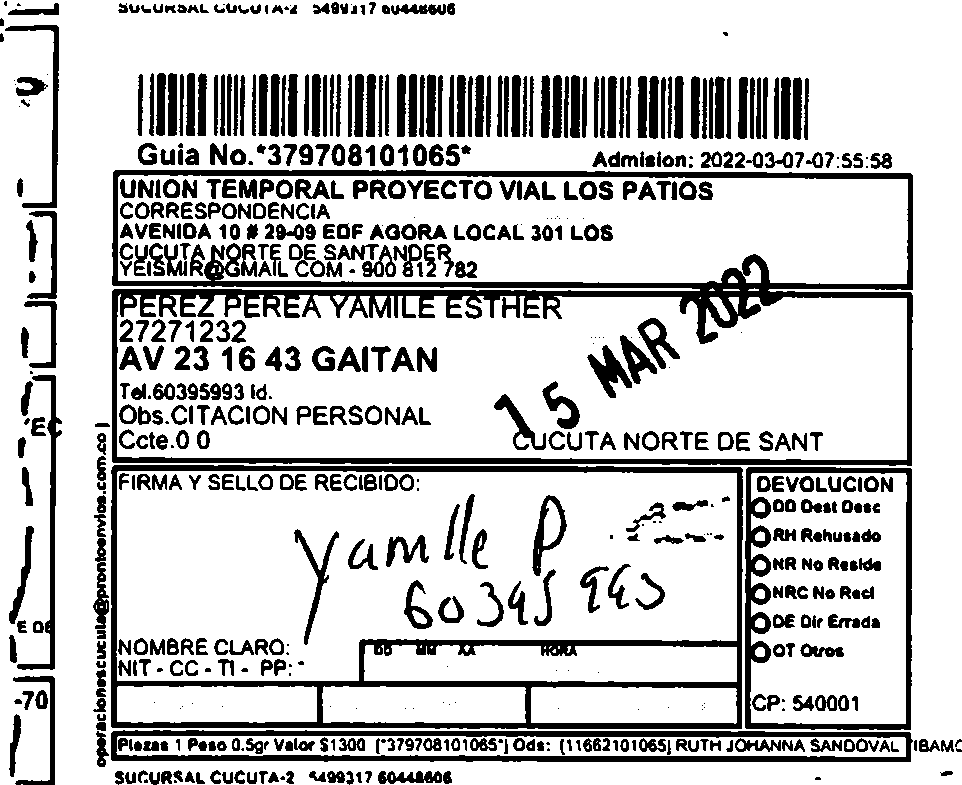 SUCURSAL CUCUTA-2 5499317 60448606
Guia No.*379708101065*
Admision: 2022-03-07-07:55:58
UNION TEMPORAL PROYECTO VIAL LOS PATIOS
CORRESPONDENCIA
AVENIDA 10 # 29-09 EDF AGORA LOCAL 301 LOS
CUCUTA NORTE DE SANTANDER
YEISMIR@GMAIL COM - 900 812 782
PEREZ PEREA YAMILE ESTHER
27271232
AV 23 16 43 GAITAN
Tel.60395993 Id.
Obs.CITACION PERSONAL
Ccte.0 0
CUCUTA NORTE DE SANT
15 MAR 2022
EC
E DE
-70
operacionescucuta@prontoenvios.com.co
FIRMA Y SELLO DE RECIBIDO:
Yamile P
60395993
NOMBRE CLARO:
NIT - CC - TI - PP:
DD MM AA HORA
DEVOLUCION
DD Dest Desc
RH Rehusado
NR No Reside
NRC No Recl
DE Dir Errada
OT Otros
CP: 540001
Piezas 1 Peso 0.5gr Valor $1300 [*379708101065*] Ods: [11662101065] RUTH JOHANNA SANDOVAL
SUCURSAL CUCUTA-2 5499317 60448606